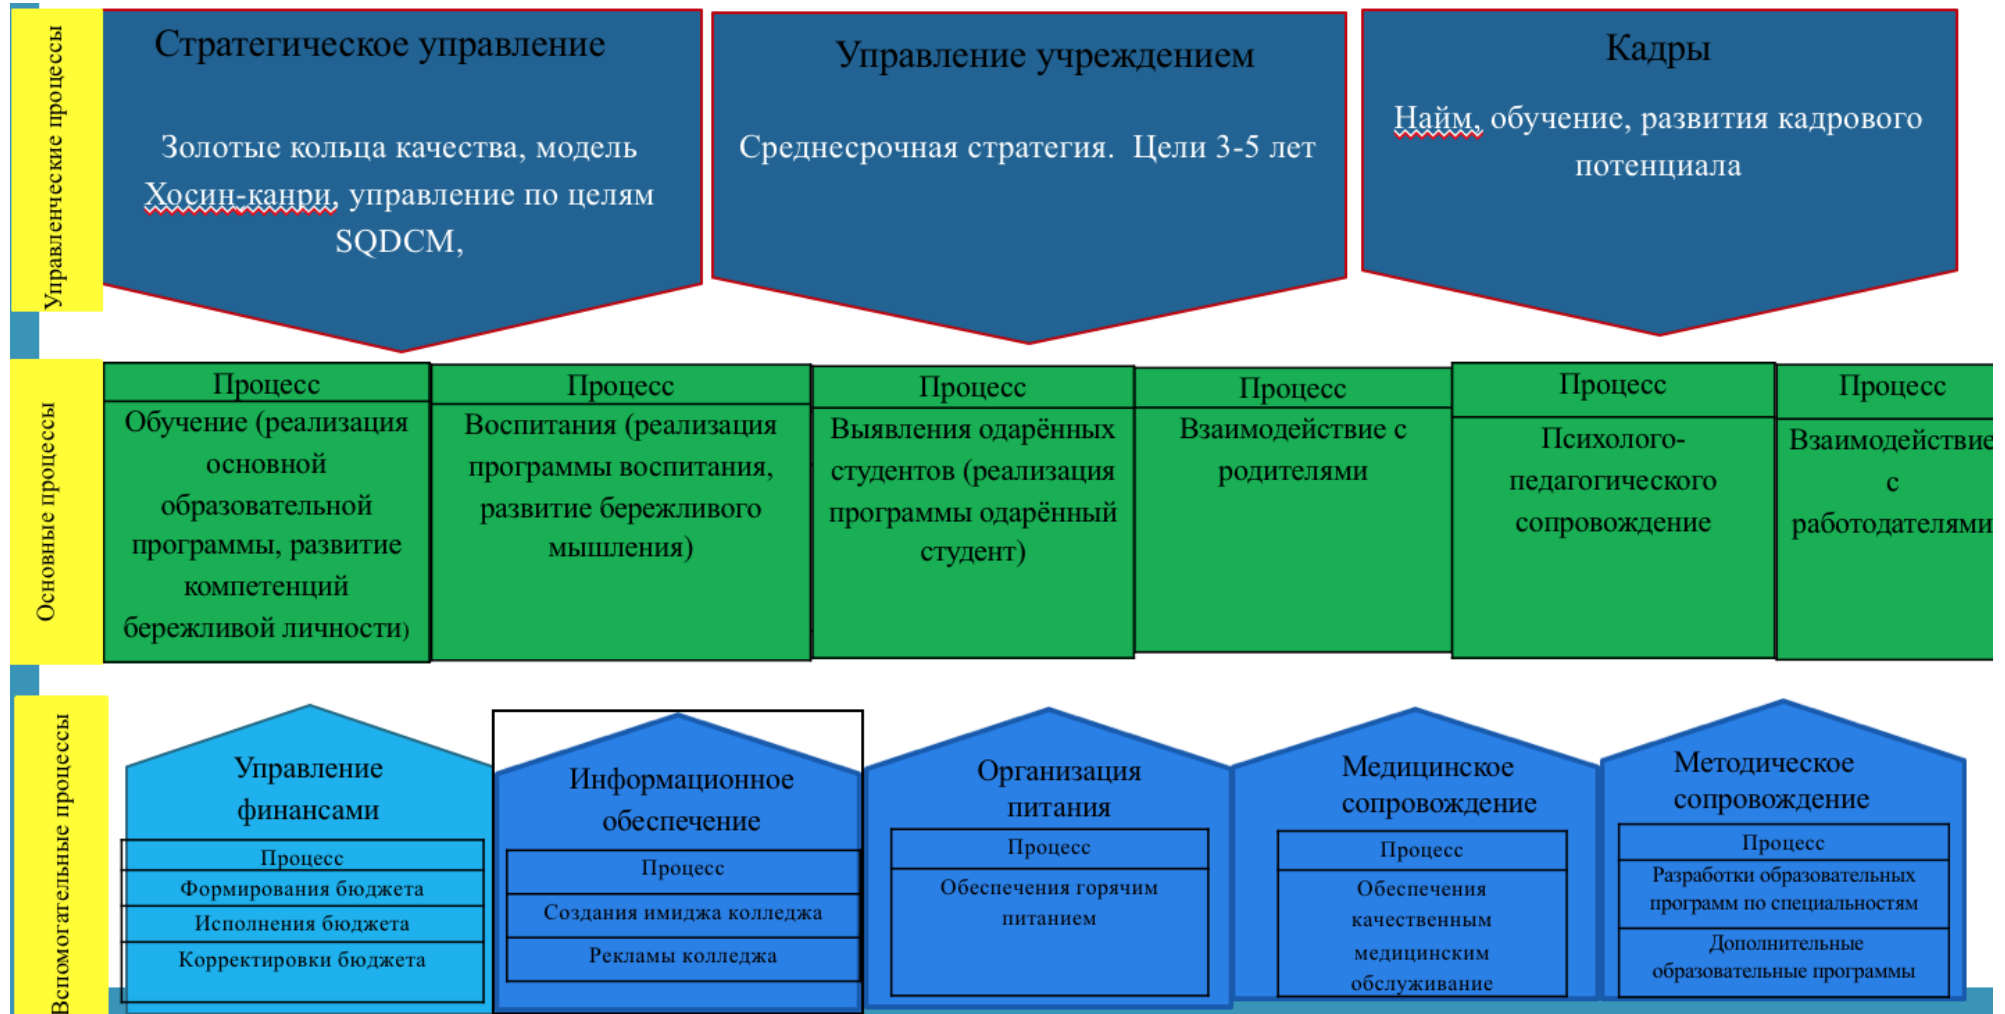 Управленческие процессы
Стратегическое управление
Золотые кольца качества, модель
Хосин-канри, управление по целям
SQDCM,
Управление учреждением
Среднесрочная стратегия.  Цели 3-5 лет
Кадры
Найм, обучение, развития кадрового
потенциала
Основные процессы
Процесс
Обучение (реализация
основной
образовательной
программы, развитие
компетенций
бережливой личности)
Процесс
Воспитания (реализация
программы воспитания,
развитие бережливого
мышления)
Процесс
Выявления одарённых
студентов (реализация
программы одарённый
студент)
Процесс
Взаимодействие с
родителями
Процесс
Психолого-
педагогического
сопровождение
Процесс
Взаимодействие
с
работодателями
Вспомогательные процессы
Управление
финансами
Процесс
Формирования бюджета
Исполнения бюджета
Корректировки бюджета
Информационное
обеспечение
Процесс
Создания имиджа колледжа
Рекламы колледжа
Организация
питания
Процесс
Обеспечения горячим
питанием
Медицинское
сопровождение
Процесс
Обеспечения
качественным
медицинским
обслуживание
Методическое
сопровождение
Процесс
Разработки образовательных
программ по специальностям
Дополнительные
образовательные программы